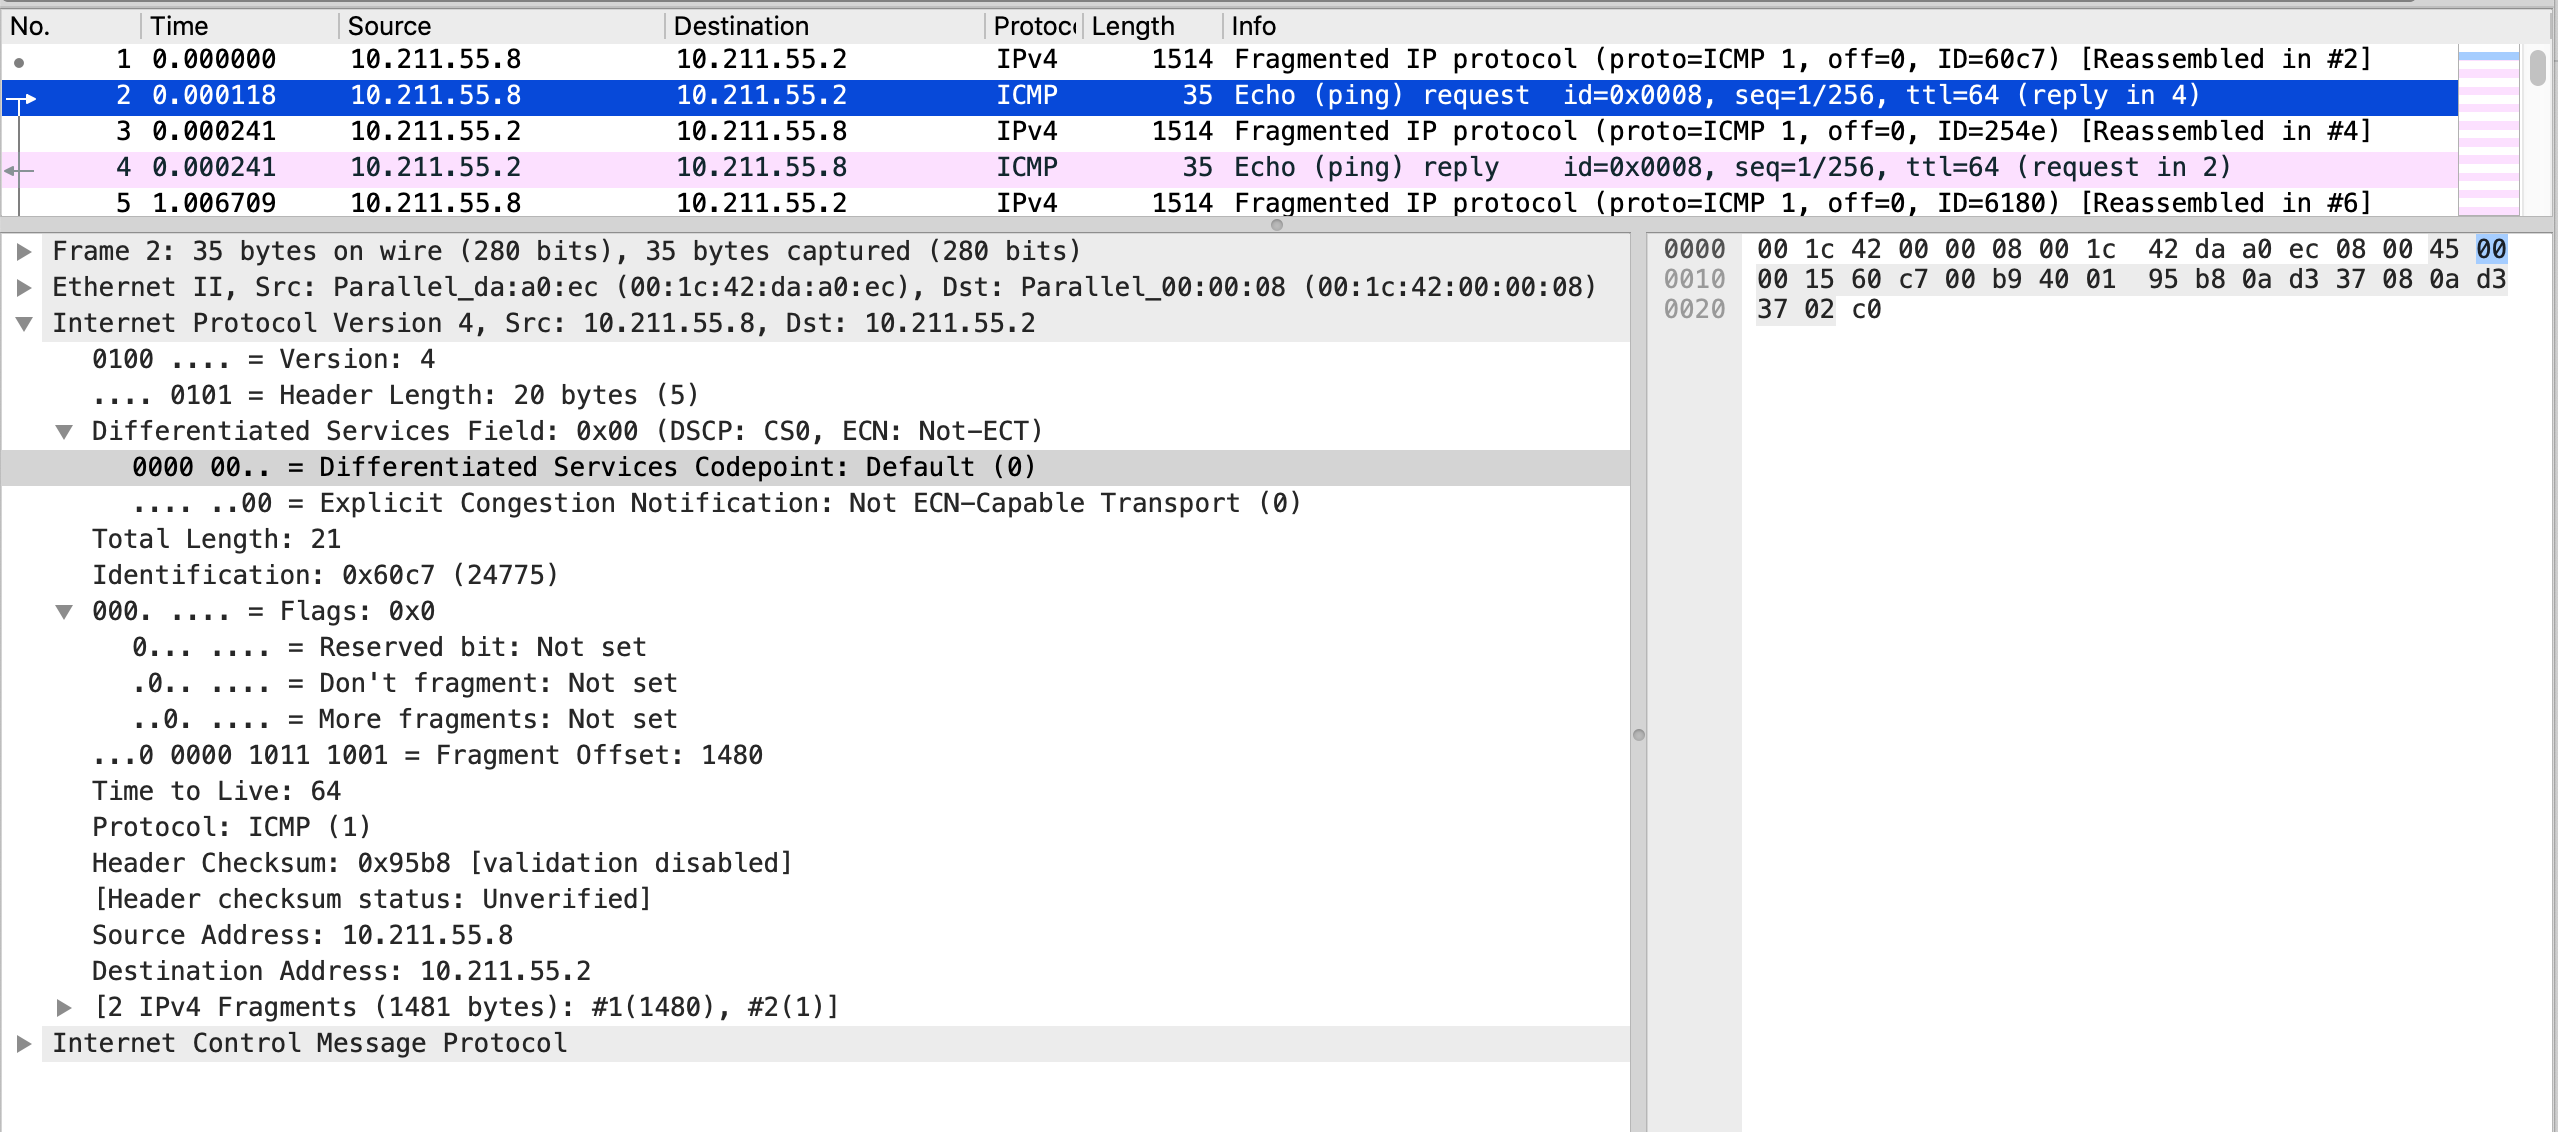 No. Time Source Destination Protoc Length Info
1 0.000000 10.211.55.8 10.211.55.2 IPv4 1514 Fragmented IP protocol (proto=ICMP 1, off=0, ID=60c7) [Reassembled in #2]
2 0.000118 10.211.55.8 10.211.55.2 ICMP 35 Echo (ping) request id=0x0008, seq=1/256, ttl=64 (reply in 4)
3 0.000241 10.211.55.2 10.211.55.8 IPv4 1514 Fragmented IP protocol (proto=ICMP 1, off=0, ID=254e) [Reassembled in #4]
4 0.000241 10.211.55.2 10.211.55.8 ICMP 35 Echo (ping) reply id=0x0008, seq=1/256, ttl=64 (request in 2)
5 1.006709 10.211.55.8 10.211.55.2 IPv4 1514 Fragmented IP protocol (proto=ICMP 1, off=0, ID=6180) [Reassembled in #6]
Frame 2: 35 bytes on wire (280 bits), 35 bytes captured (280 bits)
Ethernet II, Src: Parallel_da:a0:ec (00:1c:42:da:a0:ec), Dst: Parallel_00:00:08 (00:1c:42:00:00:08)
Internet Protocol Version 4, Src: 10.211.55.8, Dst: 10.211.55.2
0100 .... = Version: 4
.... 0101 = Header Length: 20 bytes (5)
Differentiated Services Field: 0x00 (DSCP: CS0, ECN: Not-ECT)
0000 00.. = Differentiated Services Codepoint: Default (0)
.... ..00 = Explicit Congestion Notification: Not ECN-Capable Transport (0)
Total Length: 21
Identification: 0x60c7 (24775)
000. .... = Flags: 0x0
0... .... = Reserved bit: Not set
.0.. .... = Don't fragment: Not set
..0. .... = More fragments: Not set
...0 0000 1011 1001 = Fragment Offset: 1480
Time to Live: 64
Protocol: ICMP (1)
Header Checksum: 0x95b8 [validation disabled]
[Header checksum status: Unverified]
Source Address: 10.211.55.8
Destination Address: 10.211.55.2
[2 IPv4 Fragments (1481 bytes): #1(1480), #2(1)]
Internet Control Message Protocol
0000 00 1c 42 00 00 08 00 1c 42 da a0 ec 08 00 45 00
0010 00 15 60 c7 00 b9 40 01 95 b8 0a d3 37 08 0a d3
0020 37 02 c0